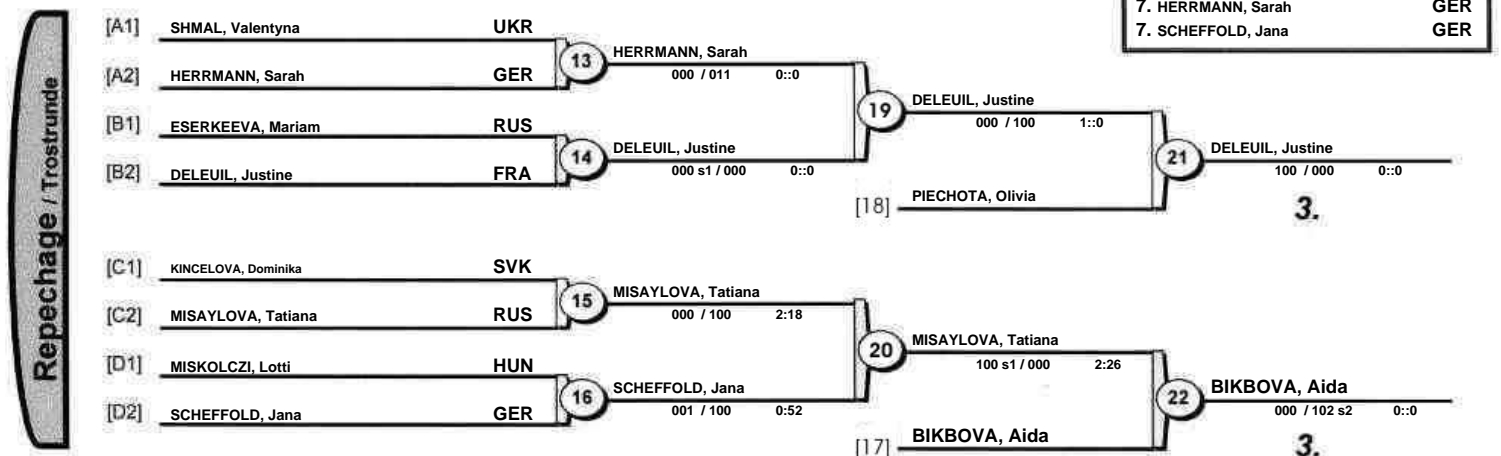 7. HERRMANN, Sarah GER
7. SCHEFFOLD, Jana GER
Repechage / Trostrunde
[A1] SHMAL, Valentyna UKR
13 HERRMANN, Sarah
000 / 011 0::0
[A2] HERRMANN, Sarah GER
19 DELEUIL, Justine
000 / 100 1::0
[B1] ESERKEEVA, Mariam RUS
14 DELEUIL, Justine
000 s1 / 000 0::0
21 DELEUIL, Justine
100 / 000 0::0
[B2] DELEUIL, Justine FRA
[18] PIECHOTA, Olivia
3.
[C1] KINCELOVA, Dominika SVK
15 MISAYLOVA, Tatiana
000 / 100 2:18
[C2] MISAYLOVA, Tatiana RUS
20 MISAYLOVA, Tatiana
100 s1 / 000 2:26
[D1] MISKOLCZI, Lotti HUN
16 SCHEFFOLD, Jana
001 / 100 0:52
22 BIKBOVA, Aida
000 / 102 s2 0::0
[D2] SCHEFFOLD, Jana GER
[17] BIKBOVA, Aida
3.